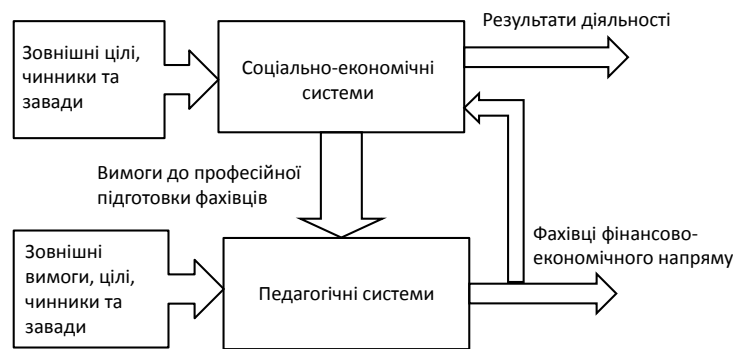 Результати діяльності
Зовнішні цілі,
чинники та
завади
Соціально-економічні
системи
Вимоги до професійної
підготовки фахівців
Зовнішні
вимоги, цілі,
чинники та
завади
Педагогічні системи
Фахівці фінансово-
економічного напряму